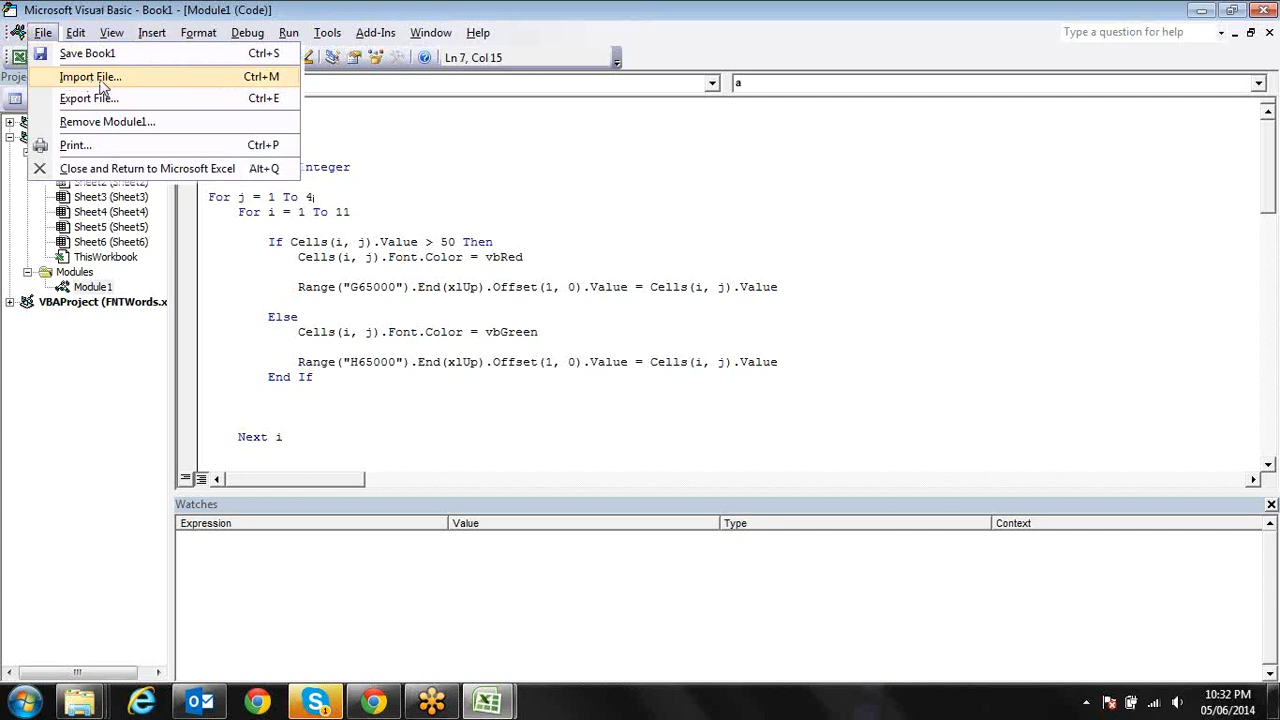 Microsoft Visual Basic - Book1 - [Module1 (Code)]
File Edit View Insert Format Debug Run Tools Add-Ins Window Help
Type a question for help
Save Book1 Ctrl+S
Ln 7, Col 15
Import File... Ctrl+M
a
Export File... Ctrl+E
Remove Module1...
Print... Ctrl+P
Close and Return to Microsoft Excel Alt+Q
Sheet2 (Sheet2)
Sheet3 (Sheet3)
Sheet4 (Sheet4)
Sheet5 (Sheet5)
Sheet6 (Sheet6)
ThisWorkbook
Modules
Module1
VBAProject (FNTWords.x
For j = 1 To 4
For i = 1 To 11
If Cells(i, j).Value > 50 Then
Cells(i, j).Font.Color = vbRed
Range("G65000").End(xlUp).Offset(1, 0).Value = Cells(i, j).Value
Else
Cells(i, j).Font.Color = vbGreen
Range("H65000").End(xlUp).Offset(1, 0).Value = Cells(i, j).Value
End If
Next i
Watches
Expression Value Type Context
10:32 PM
05/06/2014